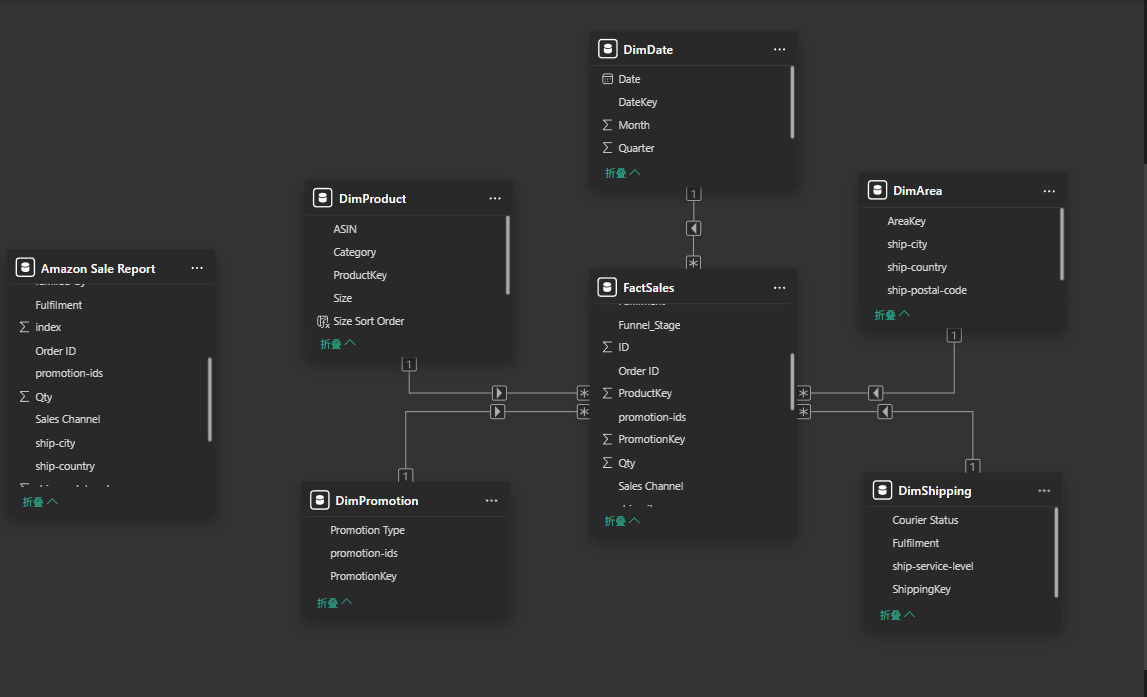 DimDate
Date
DateKey
Month
Quarter
折叠
1
*
DimProduct
ASIN
Category
ProductKey
Size
Size Sort Order
折叠
1
*
DimArea
AreaKey
ship-city
ship-country
ship-postal-code
折叠
1
*
Amazon Sale Report
Fulfilment
index
Order ID
promotion-ids
Qty
Sales Channel
ship-city
ship-country
折叠
FactSales
Funnel_Stage
ID
Order ID
ProductKey
promotion-ids
PromotionKey
Qty
Sales Channel
折叠
DimPromotion
Promotion Type
promotion-ids
PromotionKey
折叠
1
*
DimShipping
Courier Status
Fulfilment
ship-service-level
ShippingKey
折叠
1
*